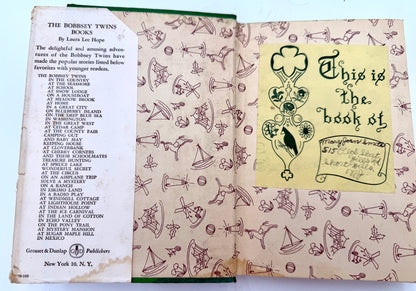 THE BOBBSEY TWINS
BOOKS
By Laura Lee Hope
The delightful and amusing adven-
tures of the Bobbsey Twins have
made the popular stories listed below
favorites with younger readers.
THE BOBBSEY TWINS
IN THE COUNTRY
AT THE SEASHORE
AT SCHOOL
AT SNOW LODGE
ON A HOUSEBOAT
AT MEADOW BROOK
AT HOME
IN A GREAT CITY
ON BLUEBERRY ISLAND
ON THE DEEP BLUE SEA
IN WASHINGTON
IN THE GREAT WEST
AT CEDAR CAMP
AT THE COUNTY FAIR
CAMPING OUT
AND BABY MAY
KEEPING HOUSE
AT CLOVERBANK
AT CHERRY CORNERS
AND THEIR SCHOOLMATES
TREASURE HUNTING
AT SPRUCE LAKE
WONDERFUL SECRET
AT THE CIRCUS
ON AN AIRPLANE TRIP
SOLVE A MYSTERY
ON A RANCH
IN ESKIMO LAND
IN A RADIO PLAY
AT WINDMILL COTTAGE
AT LIGHTHOUSE POINT
AT INDIAN HOLLOW
AT THE ICE CARNIVAL
IN THE LAND OF COTTON
IN ECHO VALLEY
ON THE PONY TRAIL
AT MYSTERY MANSION
AT SUGAR MAPLE HILL
IN MEXICO
Grosset & Dunlap Publishers
New York 10, N. Y.
This is
the
book of